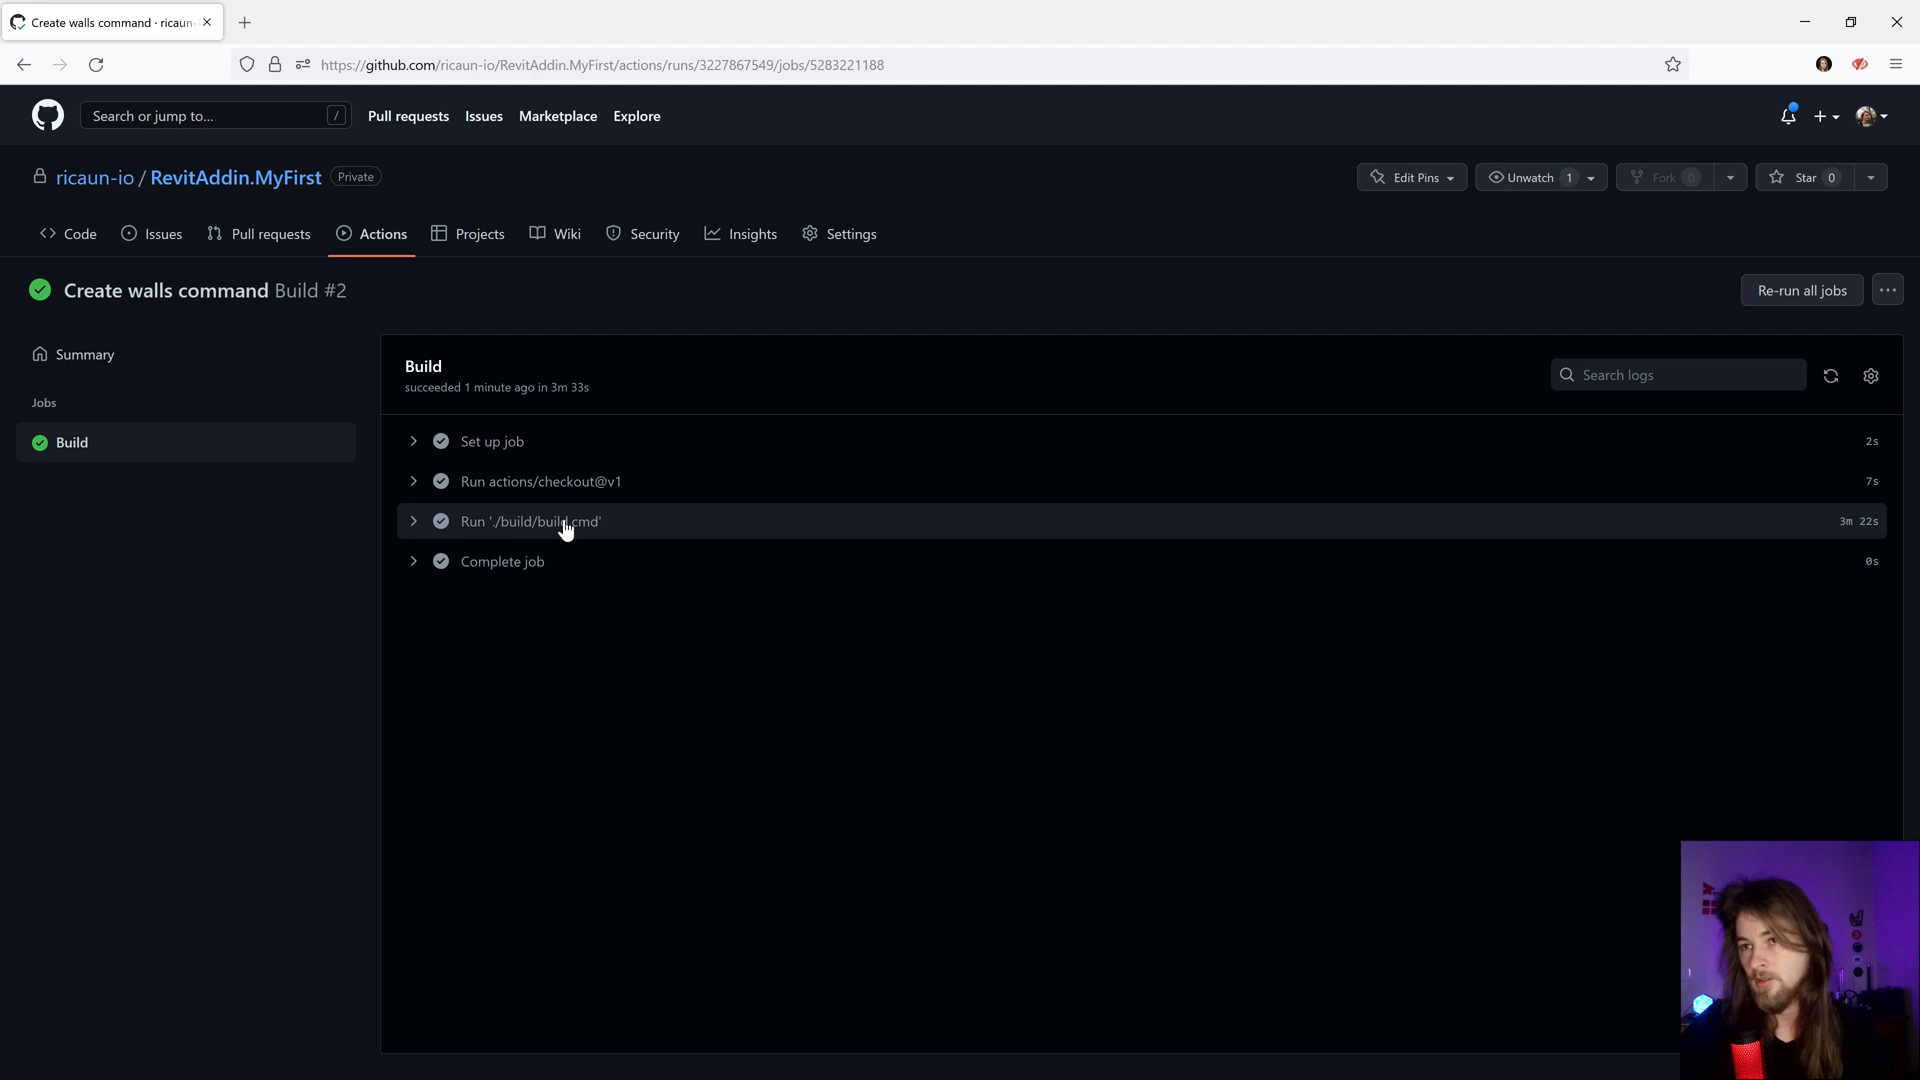 Create walls command · ricaun-
https://github.com/ricaun-io/RevitAddin.MyFirst/actions/runs/3227867549/jobs/5283221188
Search or jump to... /
Pull requests Issues Marketplace Explore
ricaun-io / RevitAddin.MyFirst Private
Edit Pins Unwatch 1 Fork 0 Star 0
Code Issues Pull requests Actions Projects Wiki Security Insights Settings
Create walls command Build #2
Re-run all jobs
Summary
Jobs
Build
Build
succeeded 1 minute ago in 3m 33s
Search logs
Set up job 2s
Run actions/checkout@v1 7s
Run './build/build.cmd' 3m 22s
Complete job 0s